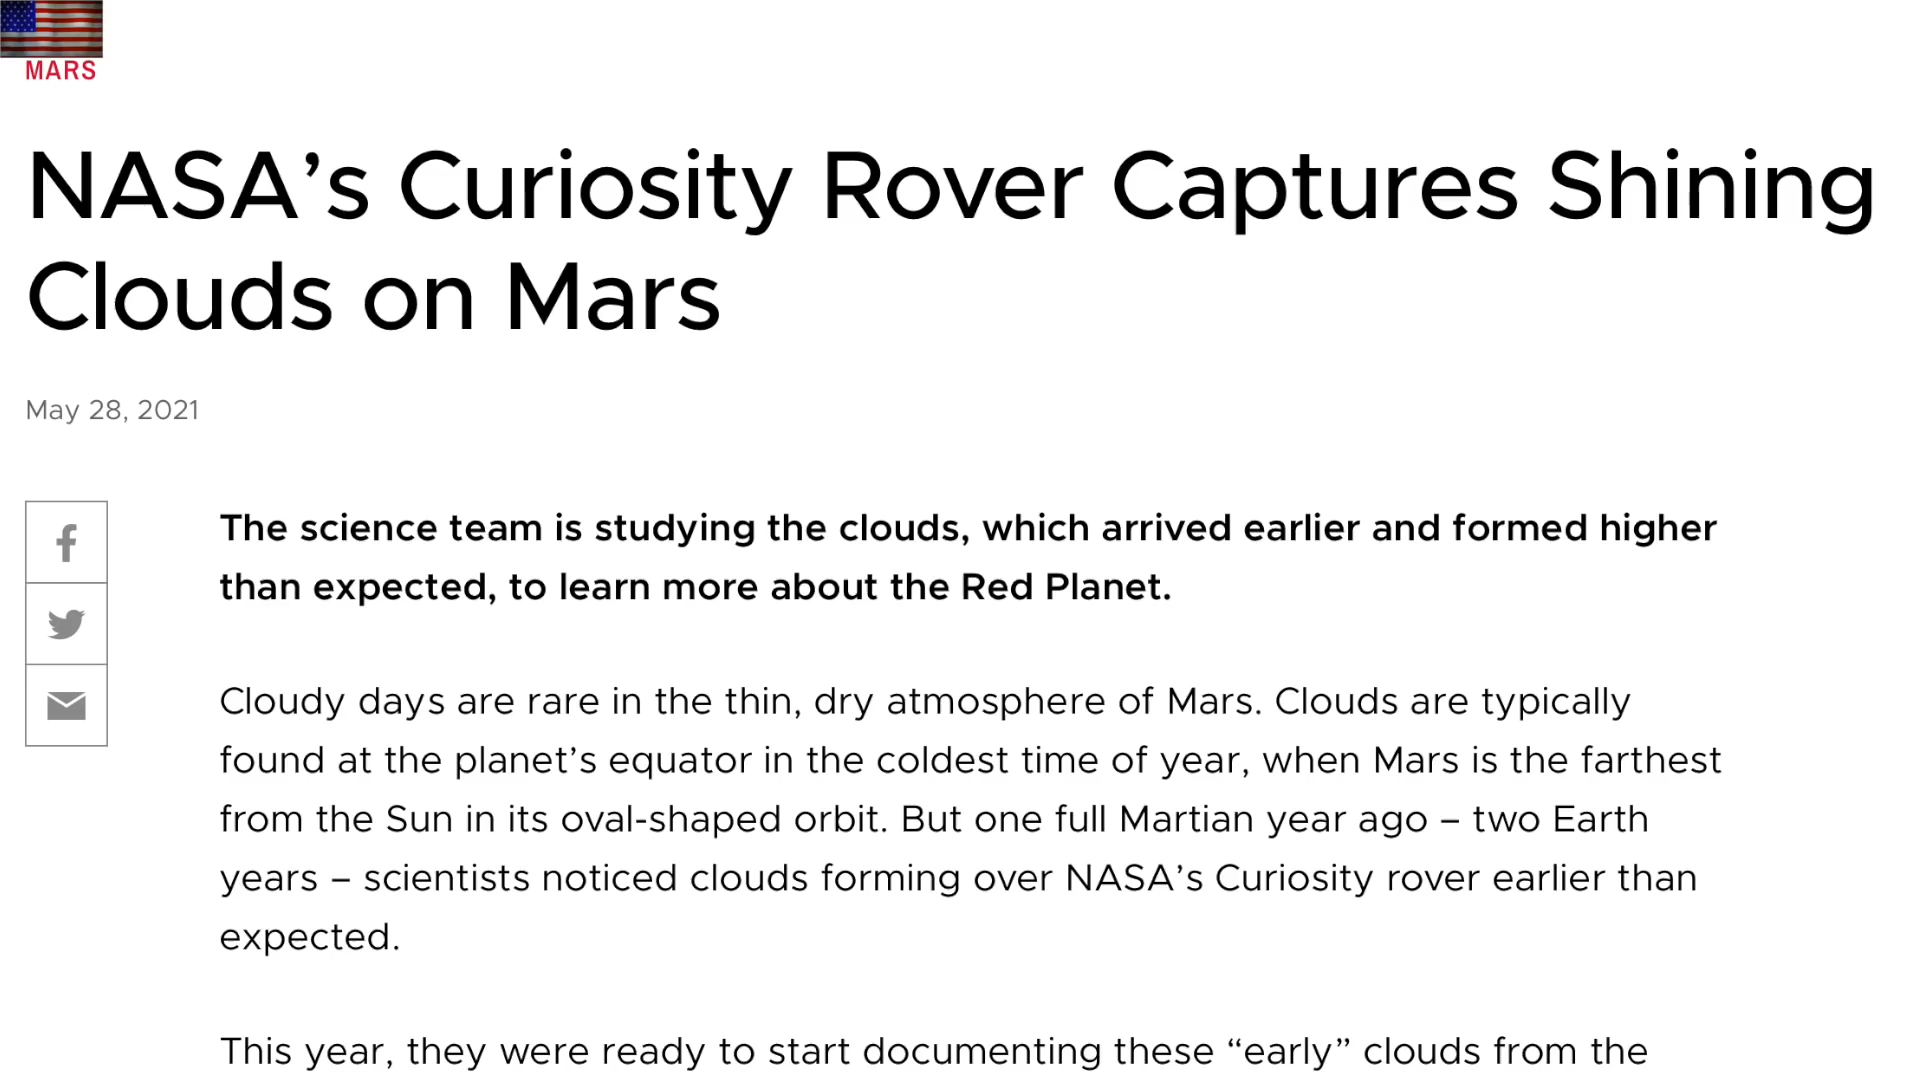 MARS
NASA’s Curiosity Rover Captures Shining
Clouds on Mars
May 28, 2021
The science team is studying the clouds, which arrived earlier and formed higher
than expected, to learn more about the Red Planet.
Cloudy days are rare in the thin, dry atmosphere of Mars. Clouds are typically
found at the planet’s equator in the coldest time of year, when Mars is the farthest
from the Sun in its oval-shaped orbit. But one full Martian year ago – two Earth
years – scientists noticed clouds forming over NASA’s Curiosity rover earlier than
expected.
This year, they were ready to start documenting these “early” clouds from the